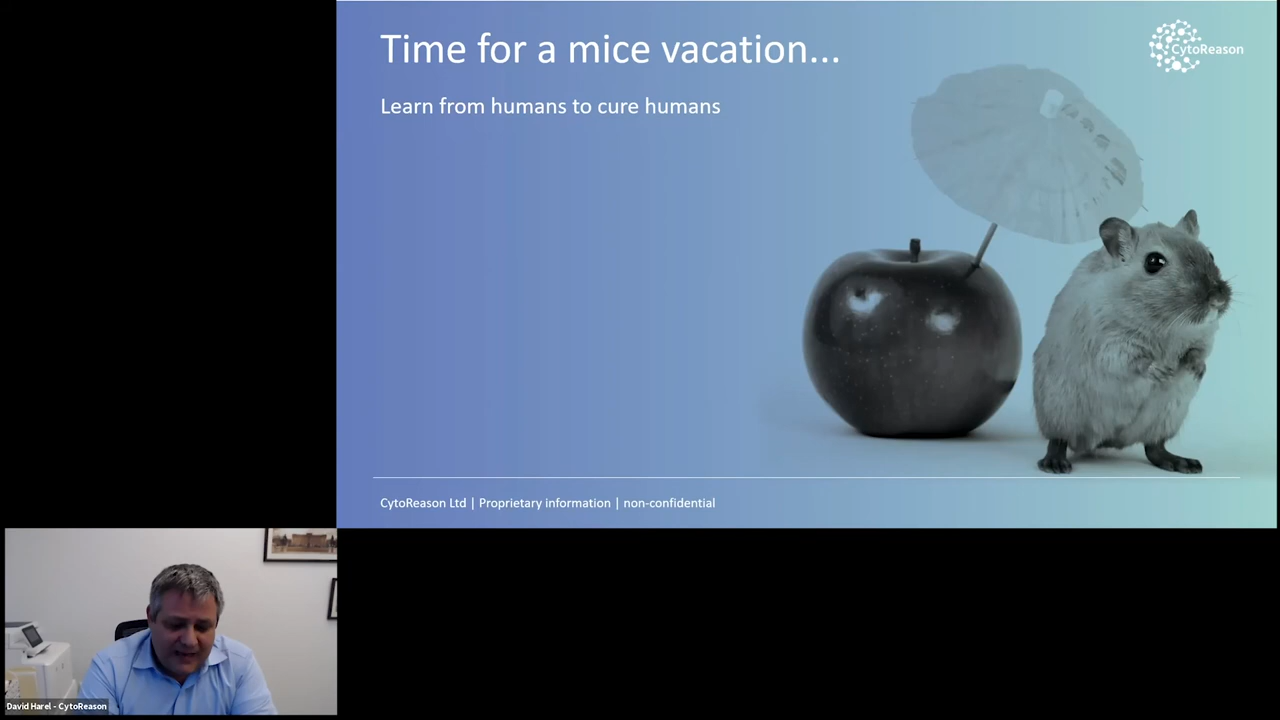 Time for a mice vacation...
CytoReason
Learn from humans to cure humans
CytoReason Ltd | Proprietary information | non-confidential
David Harel - CytoReason